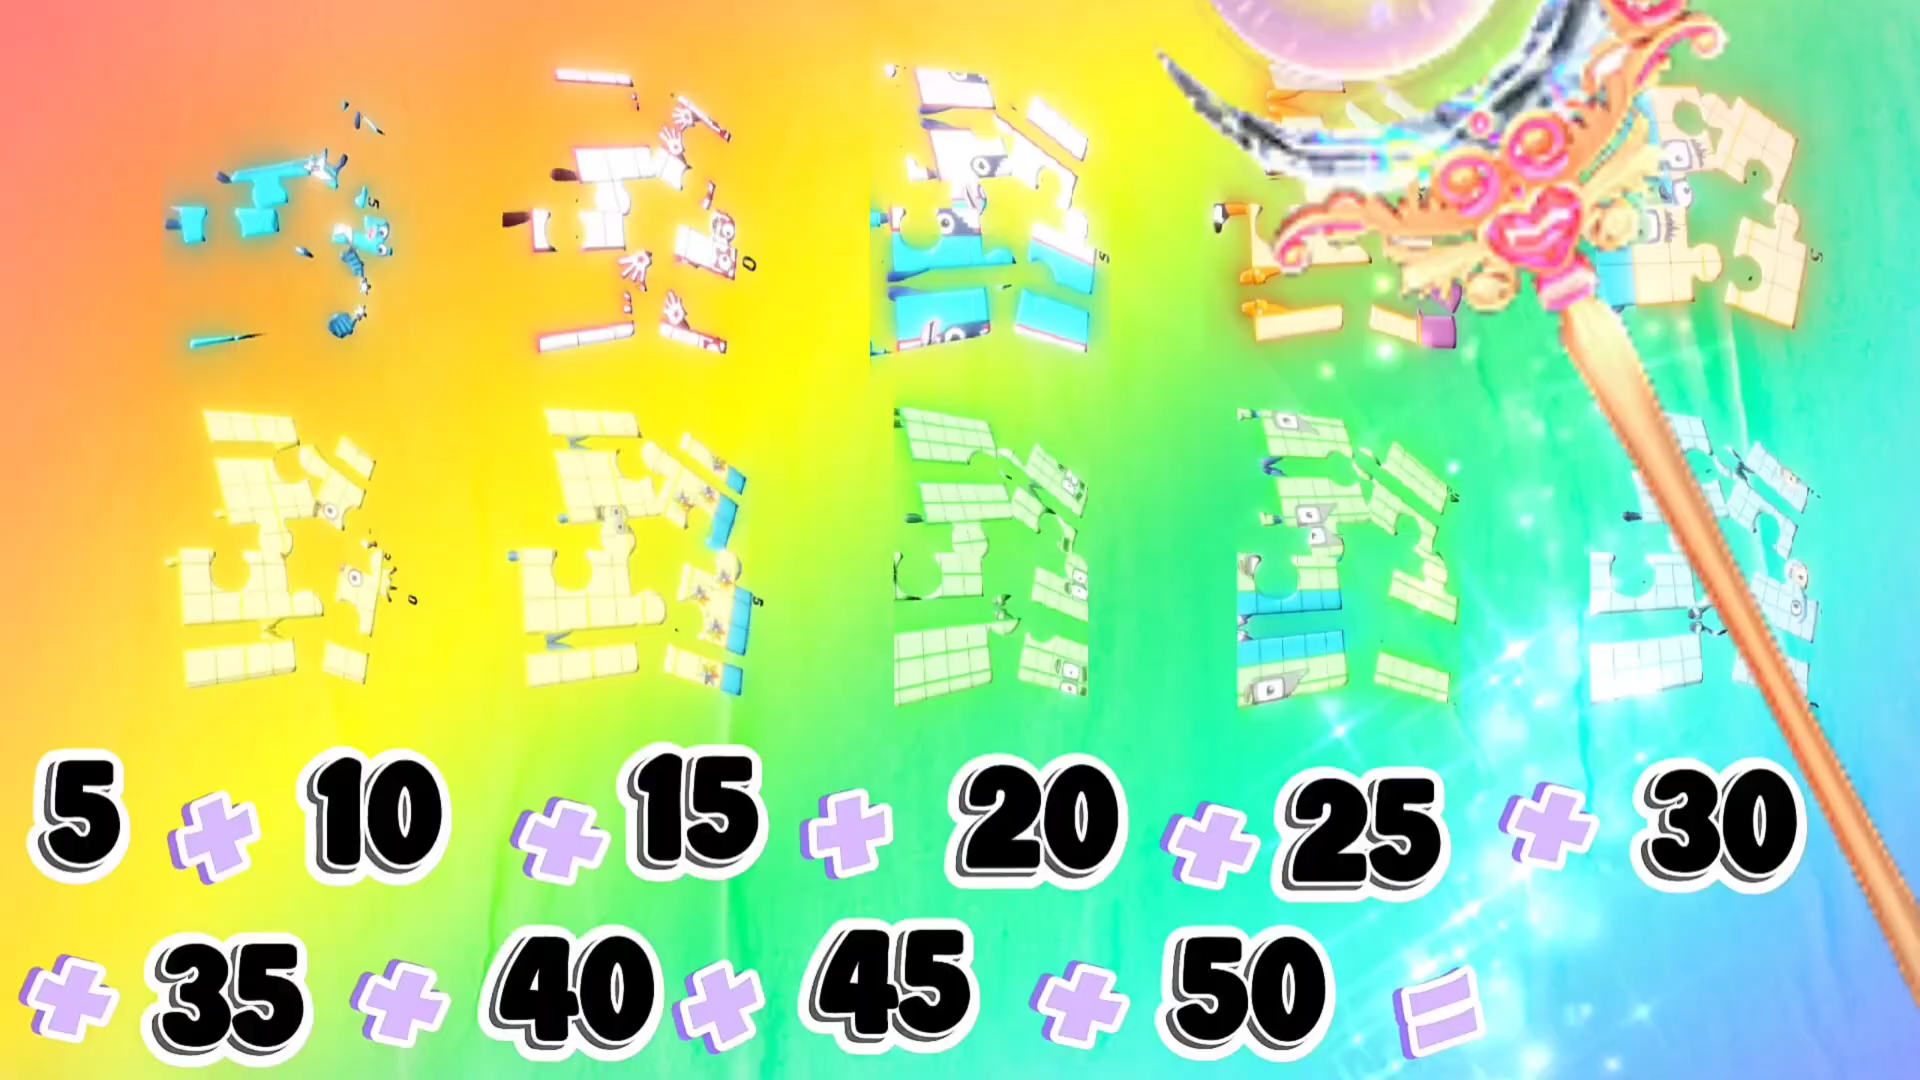 5 + 10 + 15 + 20 + 25 + 30
+ 35 + 40 + 45 + 50 =